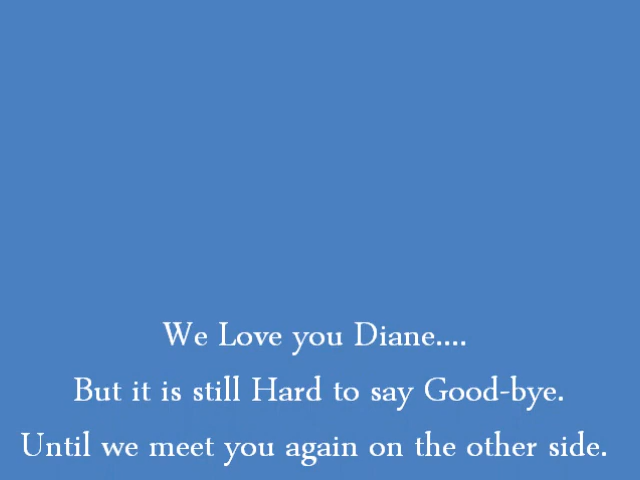 We Love you Diane....
But it is still Hard to say Good-bye.
Until we meet you again on the other side.